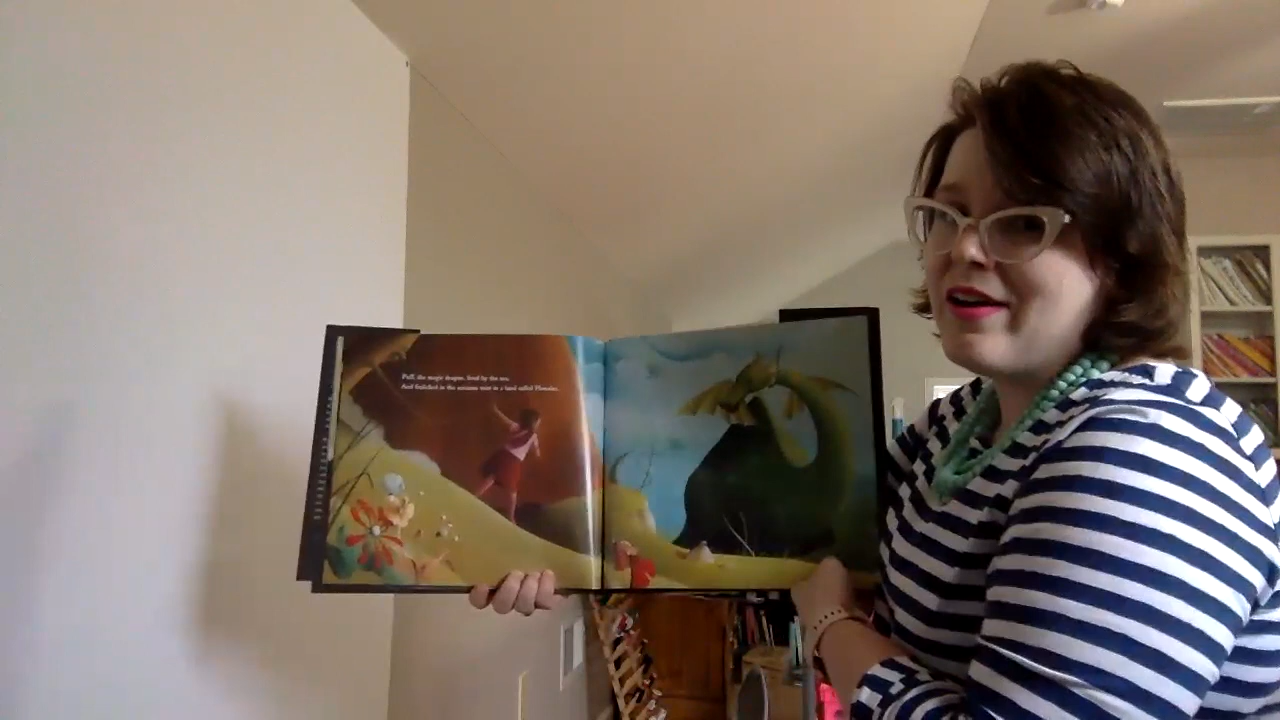 Puff, the magic dragon, lived by the sea,
And frolicked in the autumn mist in a land called Honalee.